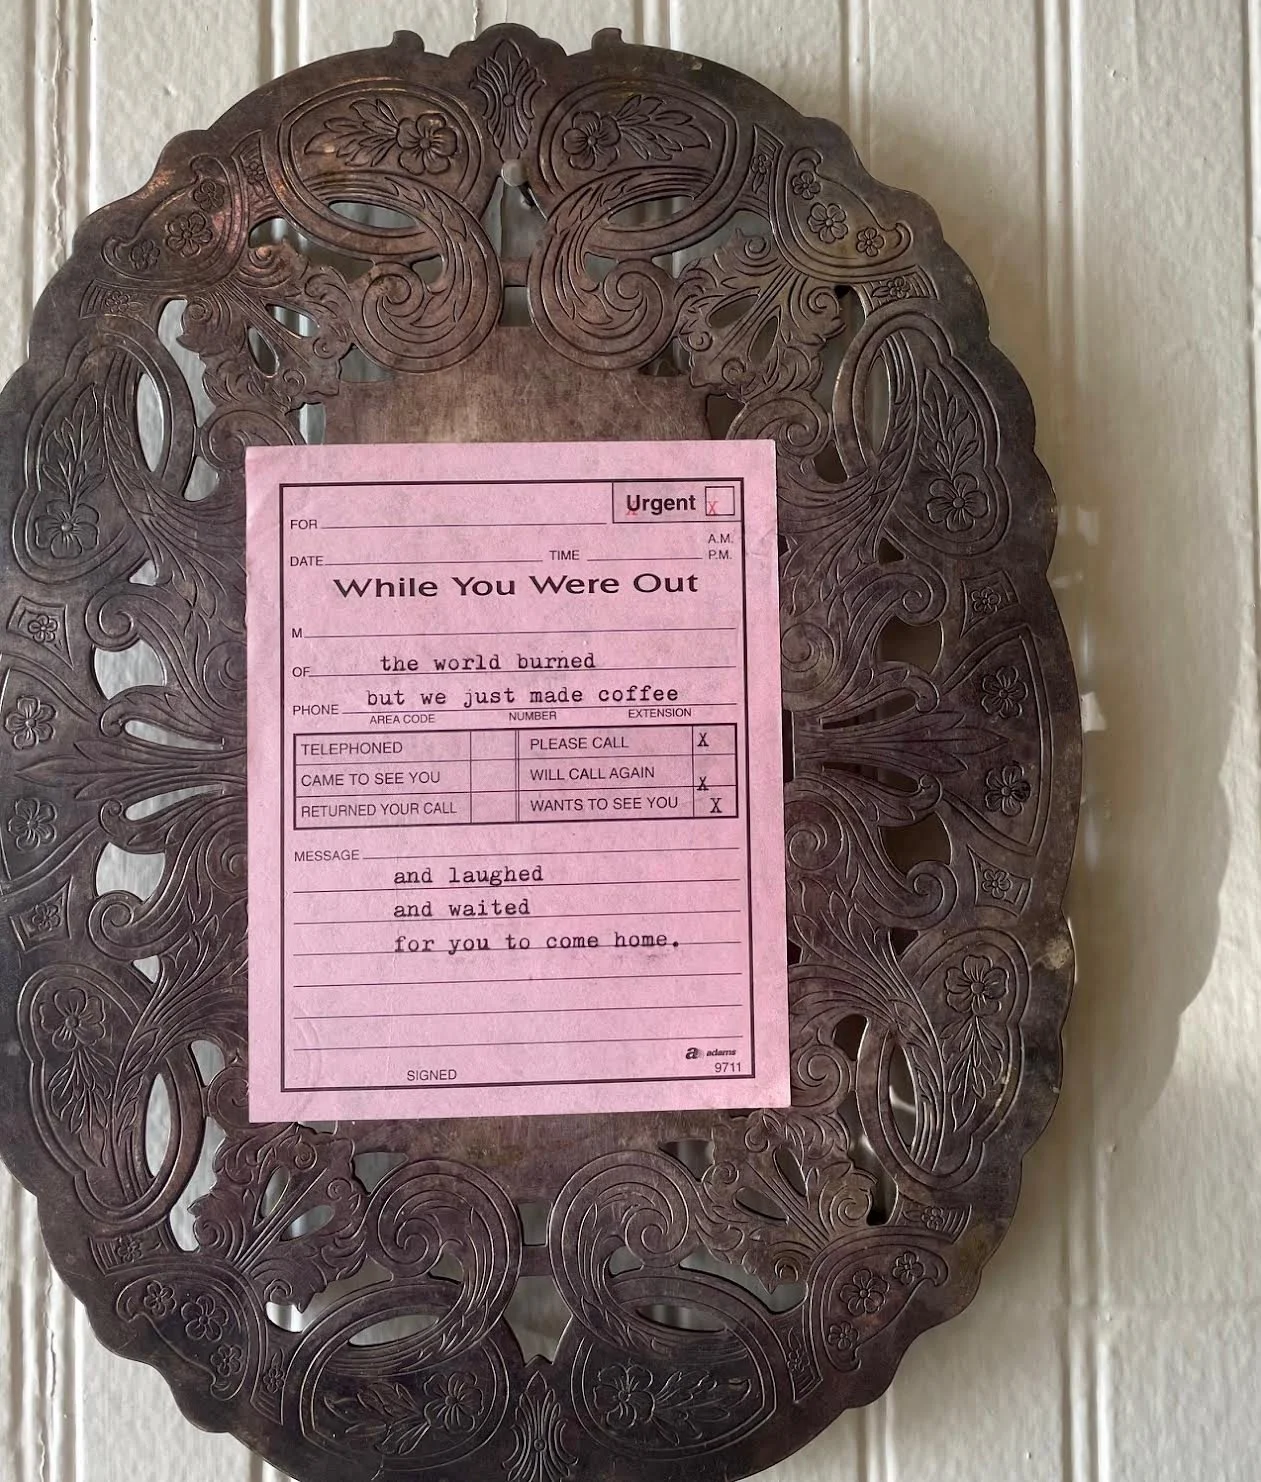 Urgent X
X
FOR
A.M.
DATE TIME P.M.
While You Were Out
M
OF the world burned
PHONE but we just made coffee
AREA CODE NUMBER EXTENSION
TELEPHONED PLEASE CALL X
CAME TO SEE YOU WILL CALL AGAIN X
RETURNED YOUR CALL WANTS TO SEE YOU X
MESSAGE
and laughed
and waited
for you to come home.
a adams
9711
SIGNED